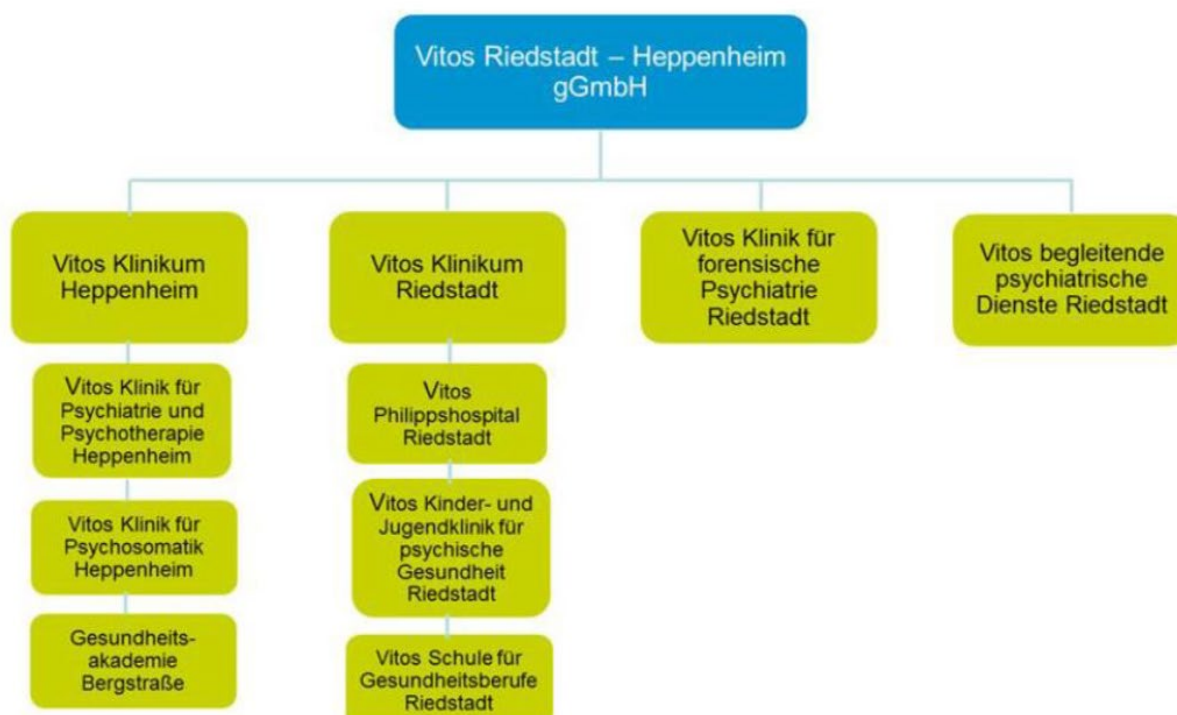 Vitos Riedstadt – Heppenheim
gGmbH
Vitos Klinikum
Heppenheim
Vitos Klinikum
Riedstadt
Vitos Klinik für
forensische
Psychiatrie
Riedstadt
Vitos begleitende
psychiatrische
Dienste Riedstadt
Vitos Klinik für
Psychiatrie und
Psychotherapie
Heppenheim
Vitos
Philippshospital
Riedstadt
Vitos Klinik für
Psychosomatik
Heppenheim
Vitos Kinder- und
Jugendklinik für
psychische
Gesundheit
Riedstadt
Gesundheits-
akademie
Bergstraße
Vitos Schule für
Gesundheitsberufe
Riedstadt